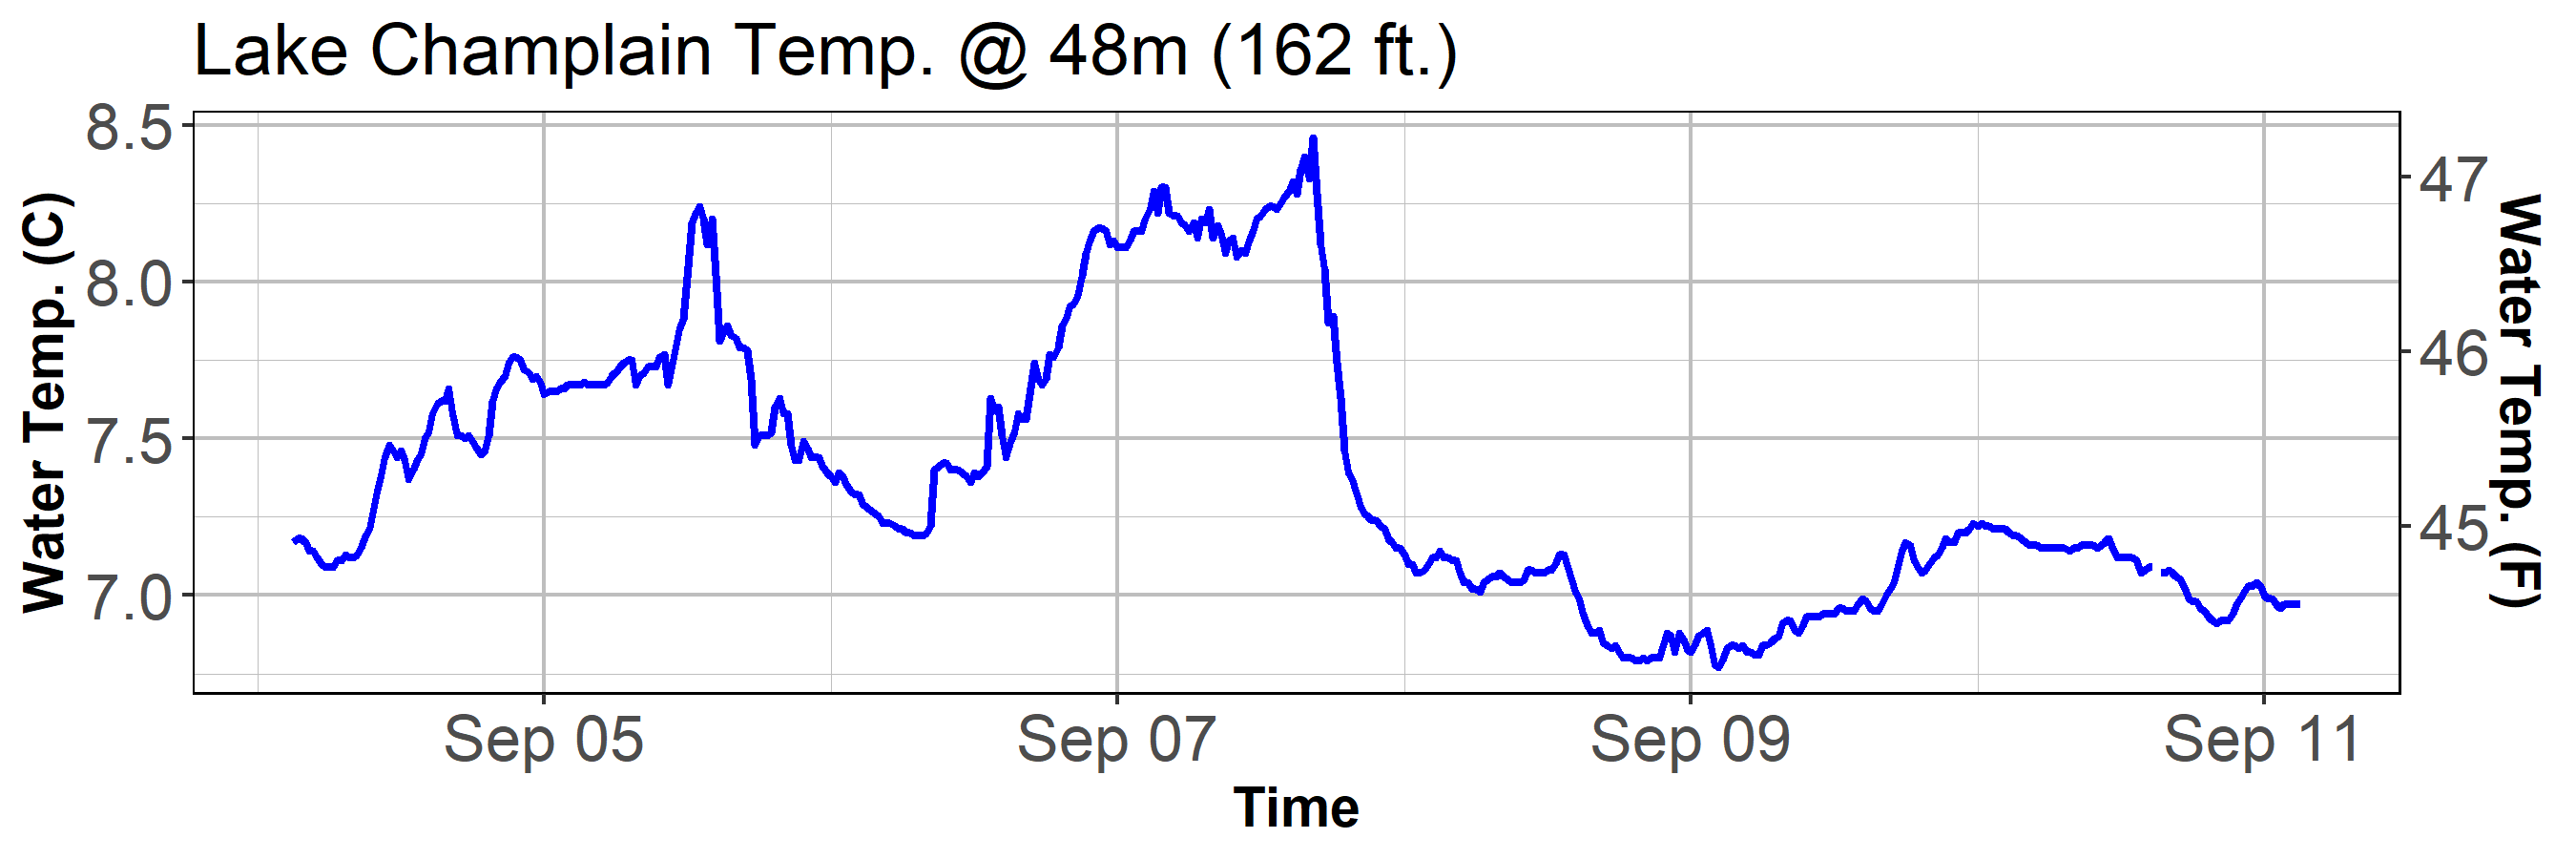 Lake Champlain Temp. @ 48m (162 ft.)
Water Temp. (C)
8.5
8.0
7.5
7.0
47
46
45
Water Temp. (F)
Sep 05 Sep 07 Sep 09 Sep 11
Time